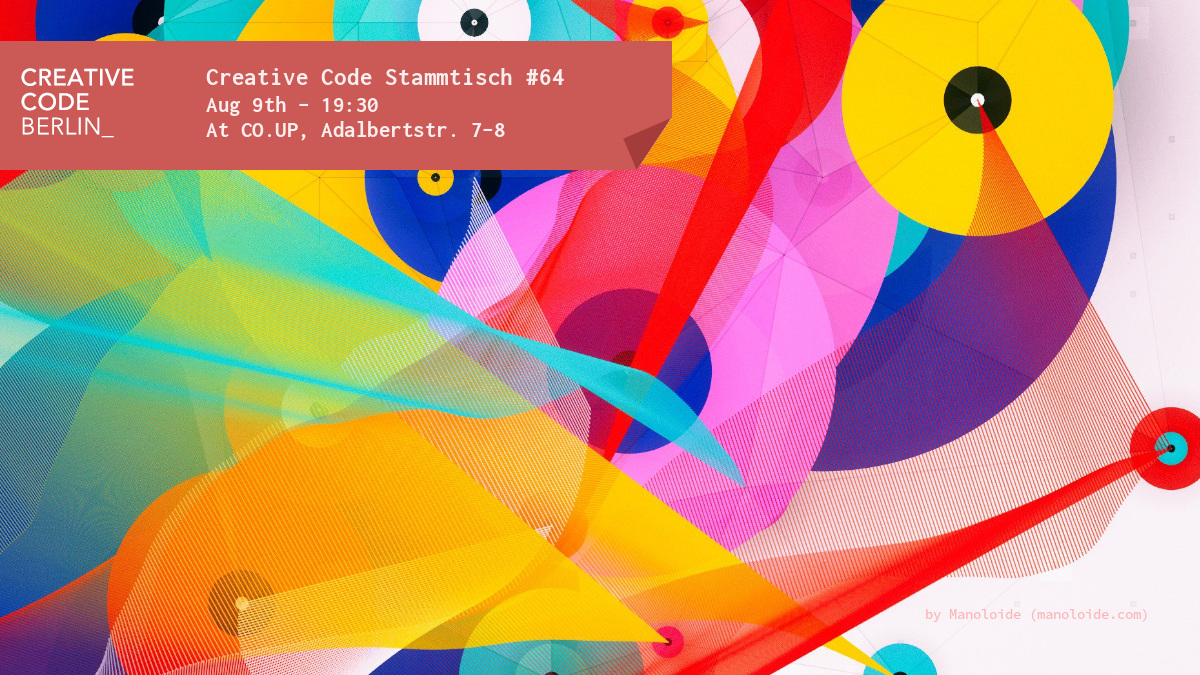 CREATIVE
CODE
BERLIN_
Creative Code Stammtisch #64
Aug 9th – 19:30
At CO.UP, Adalbertstr. 7-8
by Manoloide (manoloide.com)